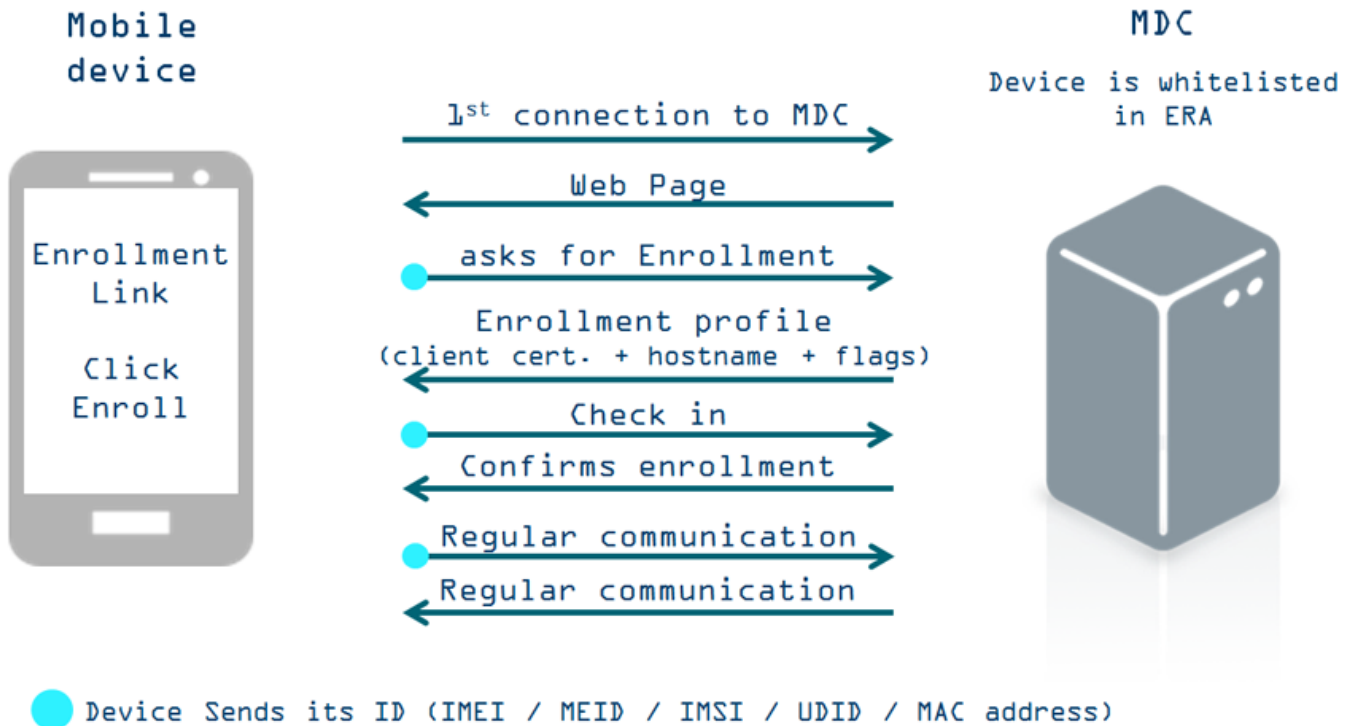 Mobile
device
MDC
Device is whitelisted
in ERA
1st connection to MDC
Web Page
Enrollment
Link
Click
Enroll
asks for Enrollment
Enrollment profile
(client cert. + hostname + flags)
Check in
Confirms enrollment
Regular communication
Regular communication
Device Sends its ID (IMEI / MEID / IMSI / UDID / MAC address)